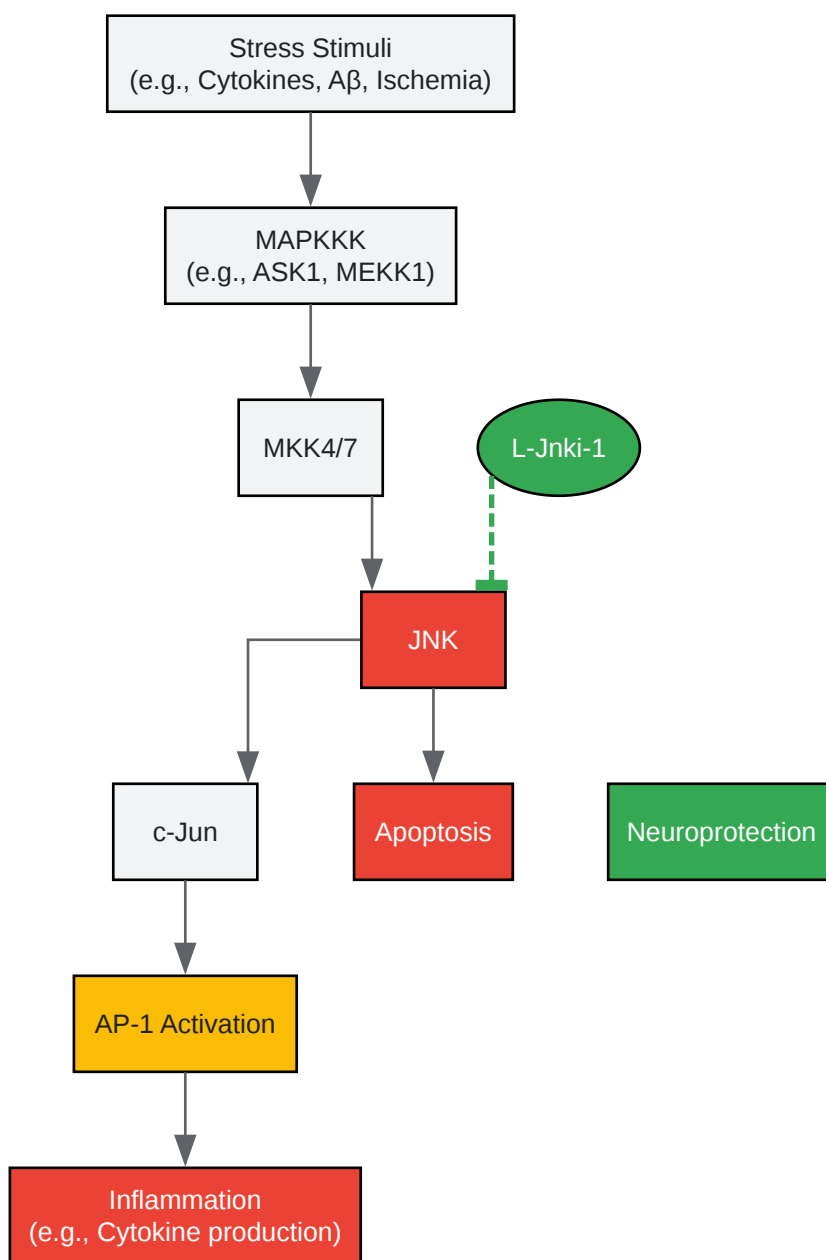 Stress Stimuli
(e.g., Cytokines, Aβ, Ischemia)
MAPKKK
(e.g., ASK1, MEKK1)
MKK4/7
L-Jnki-1
JNK
c-Jun
Apoptosis
Neuroprotection
AP-1 Activation
Inflammation
(e.g., Cytokine production)